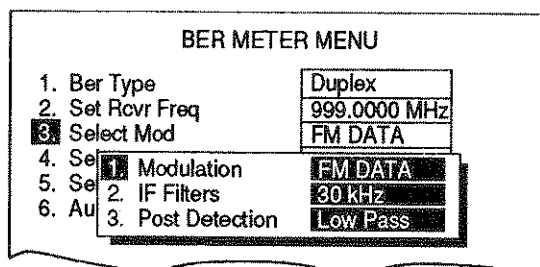 BER METER MENU
1. Ber Type Duplex
2. Set Rcvr Freq 999.0000 MHz
3. Select Mod FM DATA
4. Se
5. Se
6. Au
1. Modulation FM DATA
2. IF Filters 30 kHz
3. Post Detection Low Pass